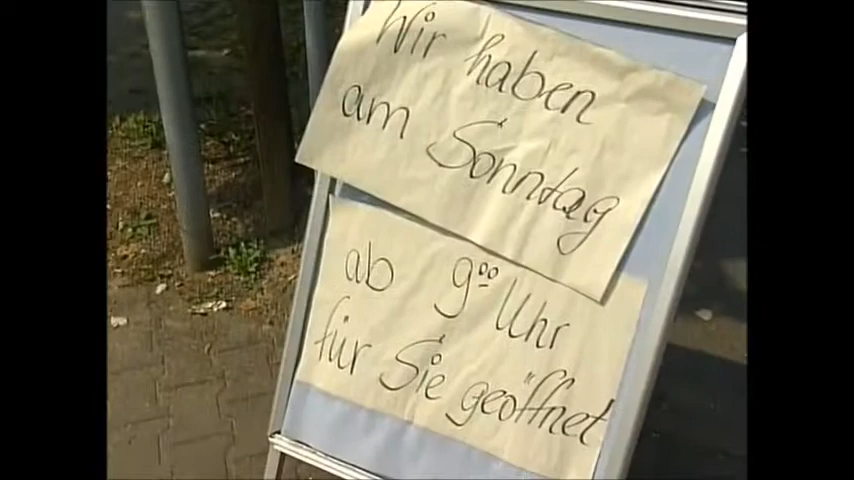 Wir haben
am Sonntag
ab 9⁰⁰ Uhr
für Sie geöffnet